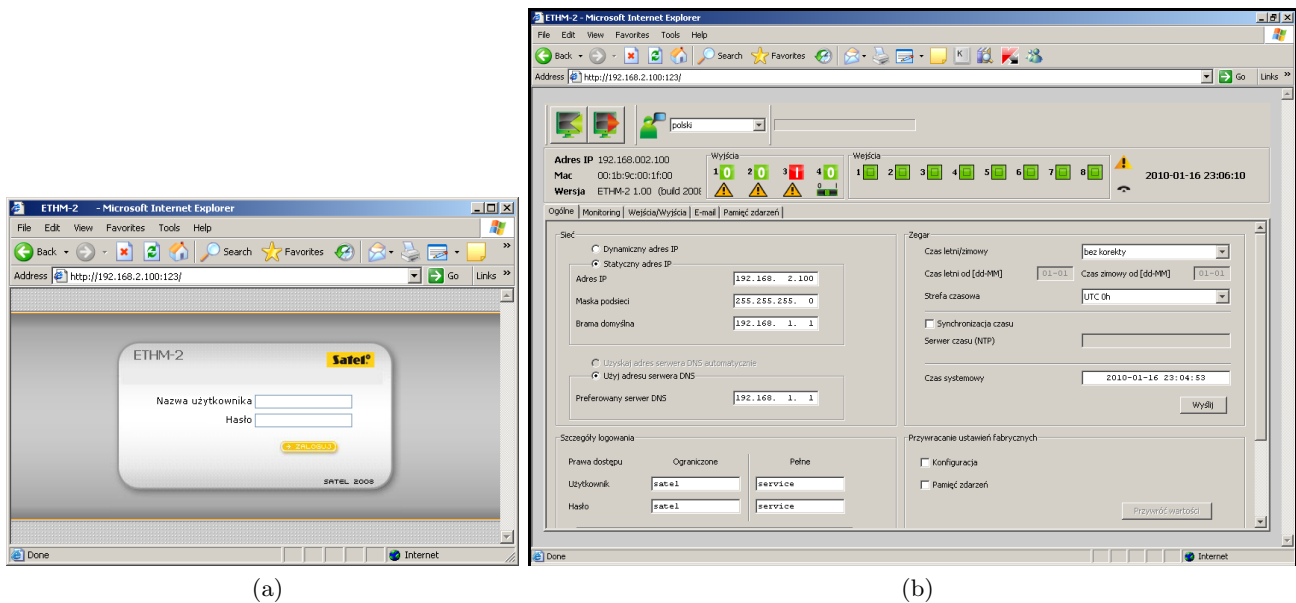 ETHM-2 - Microsoft Internet Explorer
File Edit View Favorites Tools Help
Back Search Favorites »
Address http://192.168.2.100:123/ Go Links »
ETHM-2 Satel®
Nazwa użytkownika
Hasło
ZALOGUJ
SATEL 2008
Done Internet
(a)
ETHM-2 - Microsoft Internet Explorer
File Edit View Favorites Tools Help
Back Search Favorites
Address http://192.168.2.100:123/ Go Links »
polski
Adres IP 192.168.002.100
Mac 00:1b:9c:00:1f:00
Wersja ETHM-2 1.00 (build 2008
Wyjścia
1 0 2 0 3 1 4 0
0 1
Wejścia
1 2 3 4 5 6 7 8
2010-01-16 23:06:10
Ogólne Monitoring Wejścia/Wyjścia E-mail Pamięć zdarzeń
Sieć
Dynamiczny adres IP
Statyczny adres IP
Adres IP 192.168. 2.100
Maska podsieci 255.255.255. 0
Brama domyślna 192.168. 1. 1
Uzyskaj adres serwera DNS automatycznie
Użyj adresu serwera DNS
Preferowany serwer DNS 192.168. 1. 1
Zegar
Czas letni/zimowy bez korekty
Czas letni od [dd-MM] 01-01 Czas zimowy od [dd-MM] 01-01
Strefa czasowa UTC 0h
Synchronizacja czasu
Serwer czasu (NTP)
Czas systemowy 2010-01-16 23:04:53
Wyślij
Szczegóły logowania
Prawa dostępu Ograniczone Pełne
Użytkownik satel service
Hasło satel service
Przywracanie ustawień fabrycznych
Konfiguracja
Pamięć zdarzeń
Przywróć wartości
Done Internet
(b)